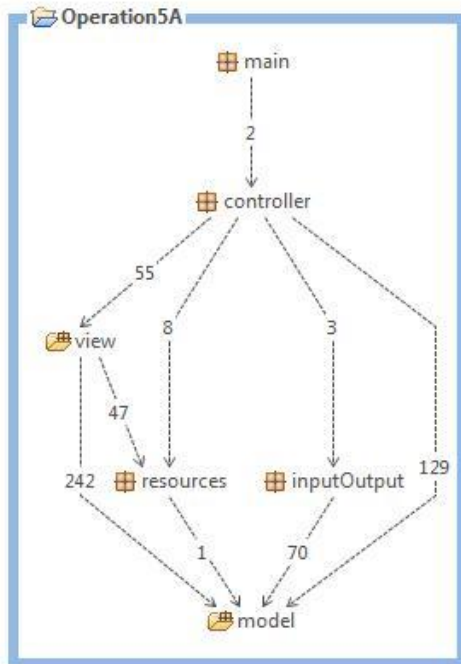 Operation5A
main
2
controller
55
8
3
view
47
242
resources
inputOutput
129
1
70
model